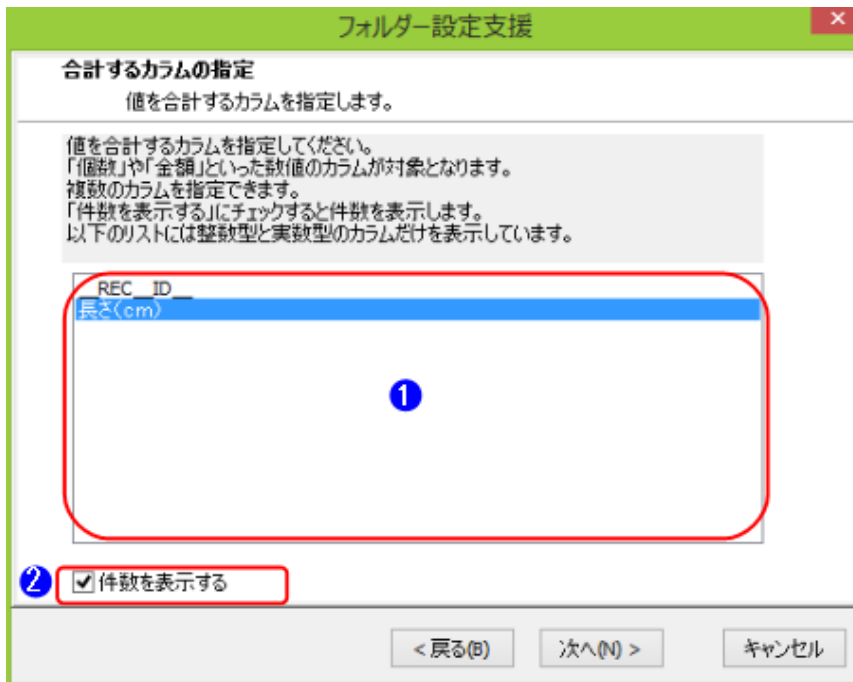 フォルダー設定支援
×
合計するカラムの指定
値を合計するカラムを指定します。
値を合計するカラムを指定してください。
「個数」や「金額」といった数値のカラムが対象となります。
複数のカラムを指定できます。
「件数を表示する」にチェックすると件数を表示します。
以下のリストには整数型と実数型のカラムだけを表示しています。
__REC__ID__
長さ(cm)
1
2 件数を表示する
< 戻る(B) 次へ(N) > キャンセル